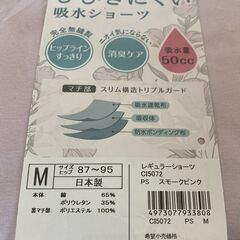 吸水ショーツ
完全無縫製
ヒップライン
すっきり
ニオイ気にならない
消臭ケア
吸水量
50cc
マチ部 スリム構造トリプルガード
吸水速乾布
吸収体
防水ボンディング布
M
サイズ
ヒップ
87～95
日本製
本体: 綿 65%
ポリウレタン 35%
裏マチ部: ポリエステル 100%
レギュラーショーツ
CI5072
PS スモークピンク
4973077933808
CI5072 PS M
希望小売価格